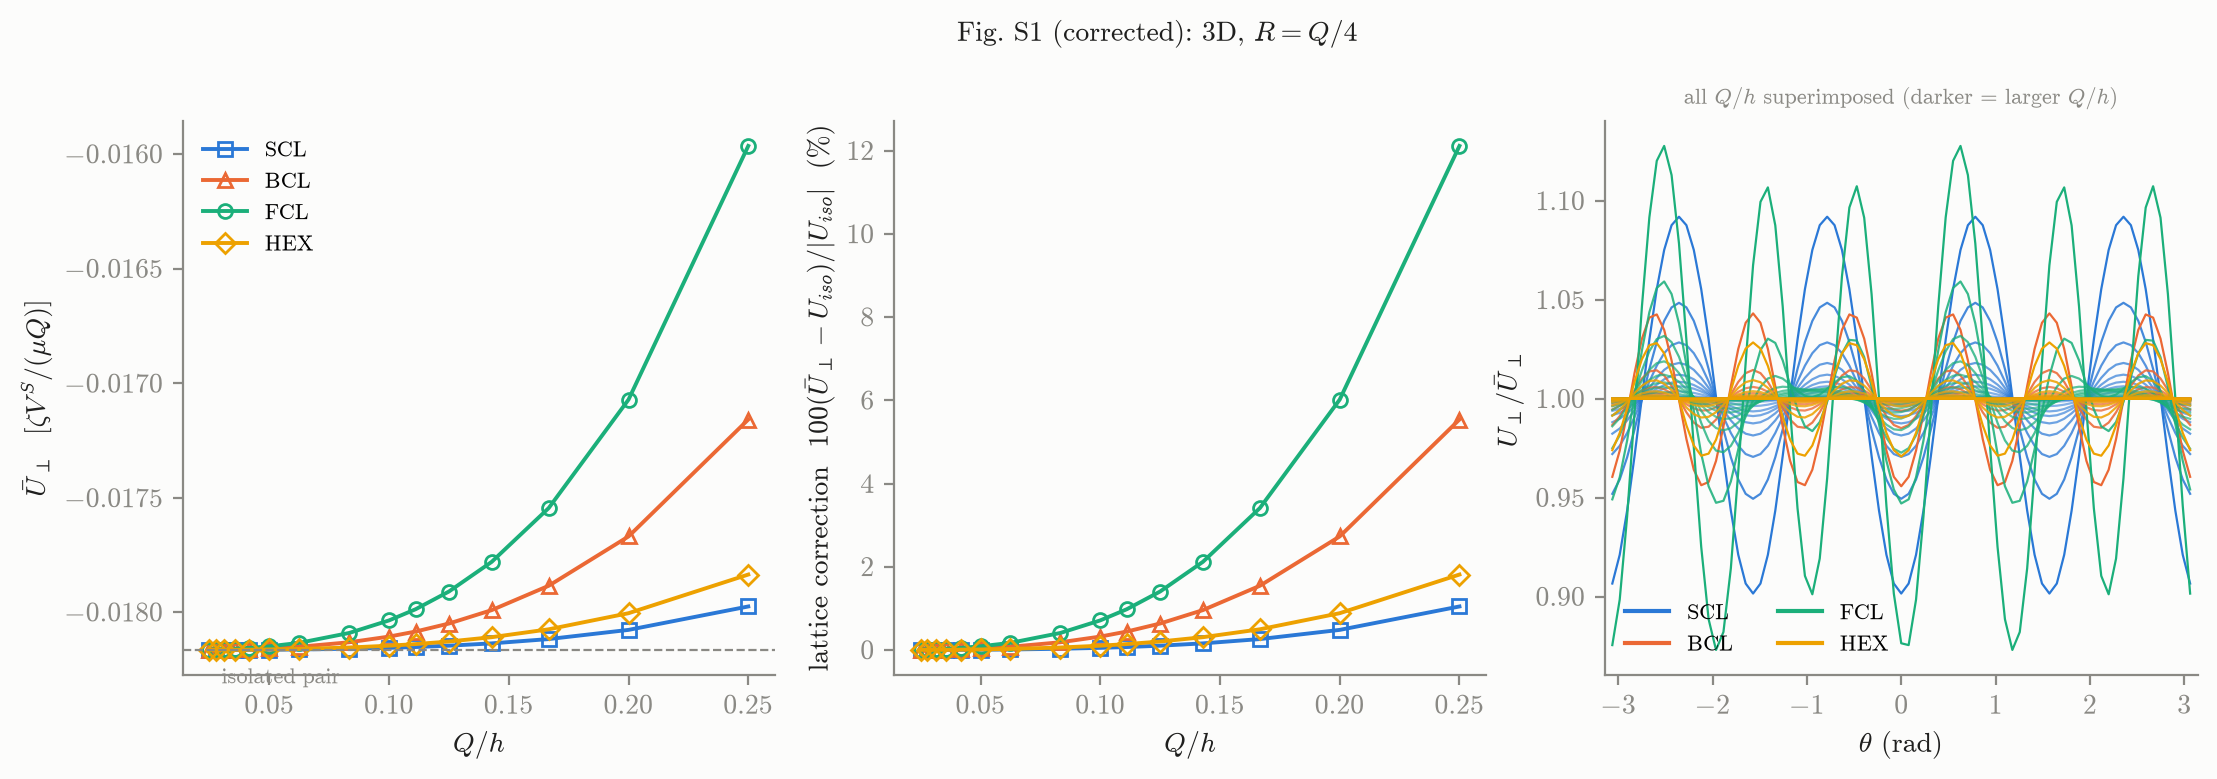 Fig. S1 (corrected): 3D, R = Q/4
Ū⊥ [ζV^S/(μQ)]
−0.0160
−0.0165
−0.0170
−0.0175
−0.0180
SCL
BCL
FCL
HEX
isolated pair
0.05 0.10 0.15 0.20 0.25
Q/h
lattice correction 100(Ū⊥ − U_iso)/|U_iso| (%)
12
10
8
6
4
2
0
0.05 0.10 0.15 0.20 0.25
Q/h
all Q/h superimposed (darker = larger Q/h)
U⊥/Ū⊥
1.10
1.05
1.00
0.95
0.90
SCL FCL
BCL HEX
−3 −2 −1 0 1 2 3
θ (rad)